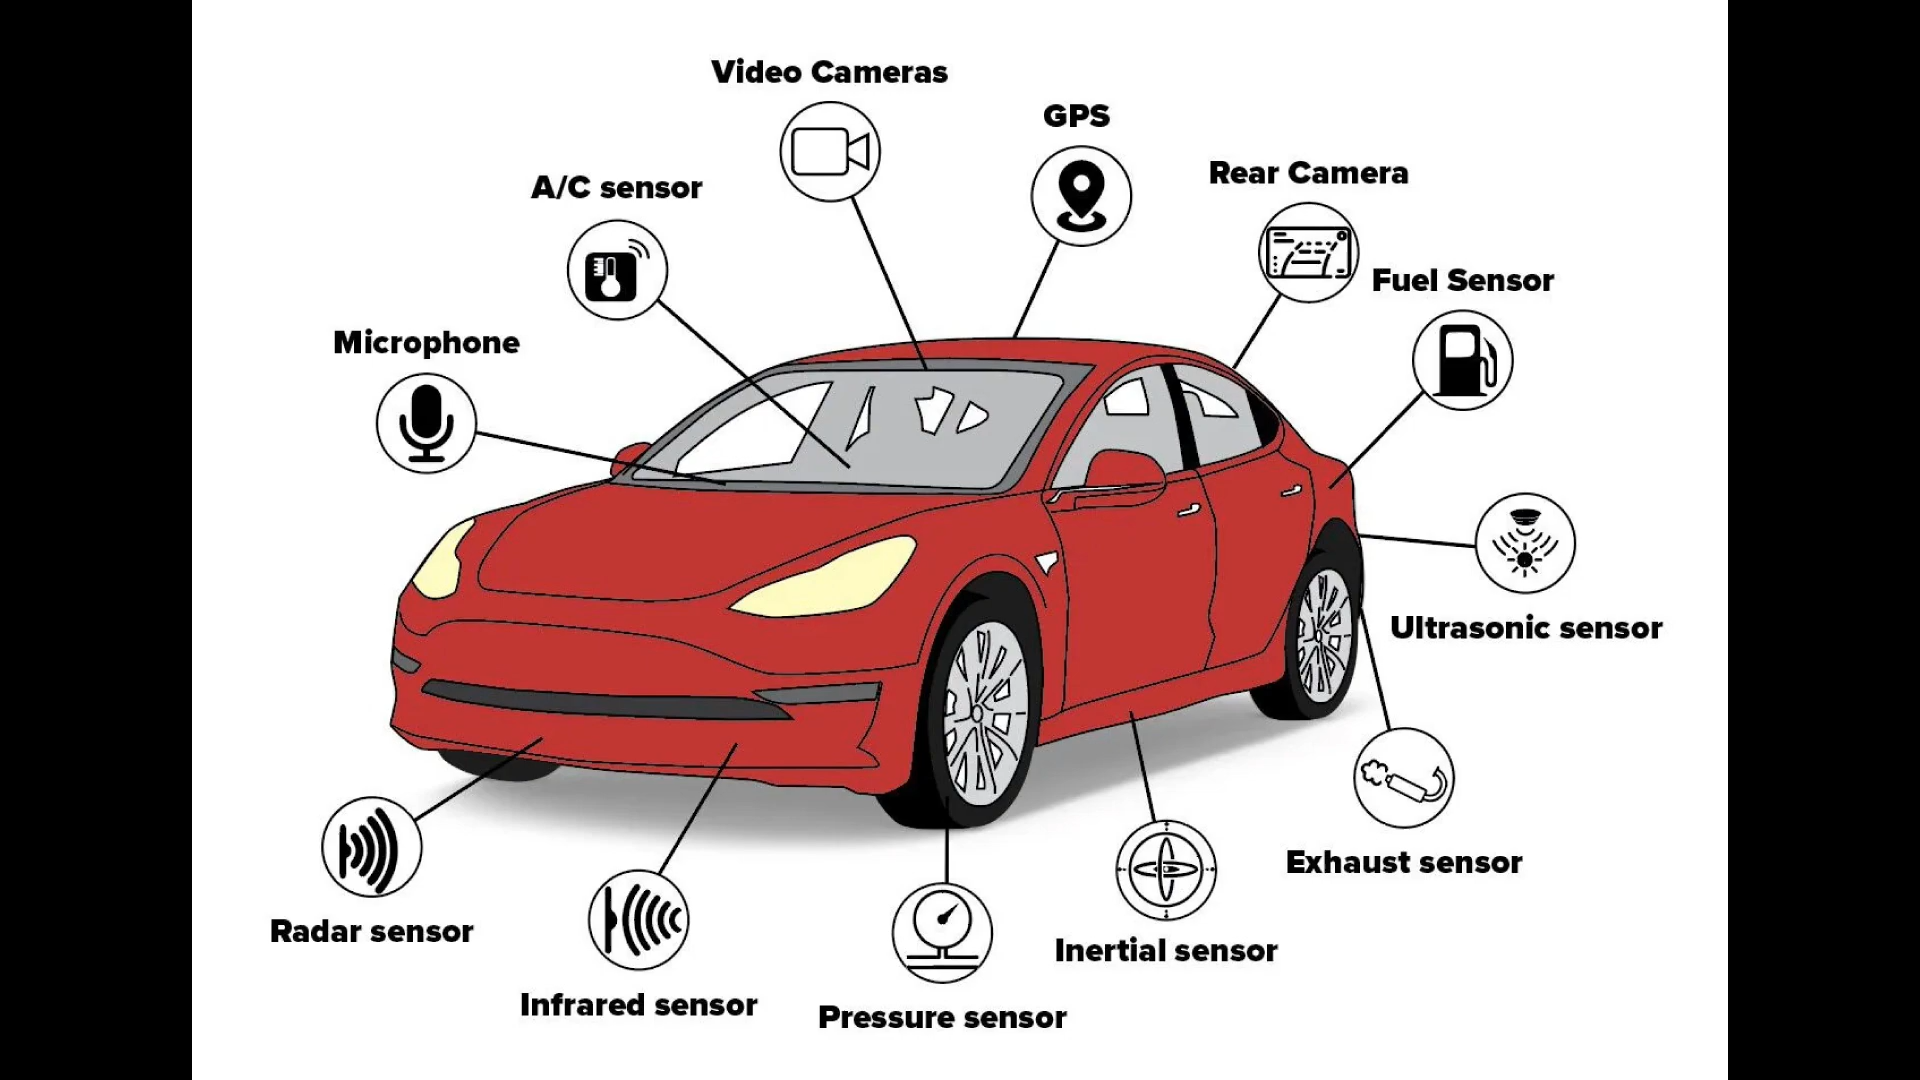 Video Cameras
GPS
Rear Camera
A/C sensor
Fuel Sensor
Microphone
Ultrasonic sensor
Exhaust sensor
Radar sensor
Inertial sensor
Infrared sensor
Pressure sensor